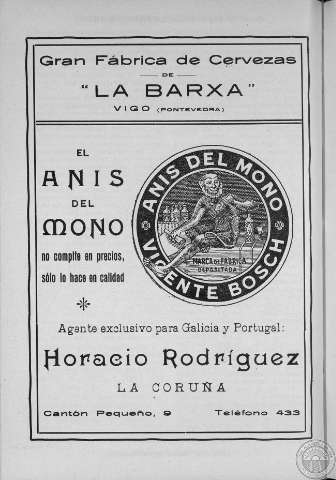 Gran Fábrica de Cervezas
DE
"LA BARXA"
VIGO (PONTEVEDRA)
EL
ANIS
DEL
MONO
no compite en precios,
sólo lo hace en calidad
ANIS DEL MONO
MARCA DE FABRICA
DEPOSITADA
VICENTE BOSCH
Agente exclusivo para Galicia y Portugal:
Horacio Rodríguez
LA CORUÑA
Cantón Pequeño, 9 Teléfono 433